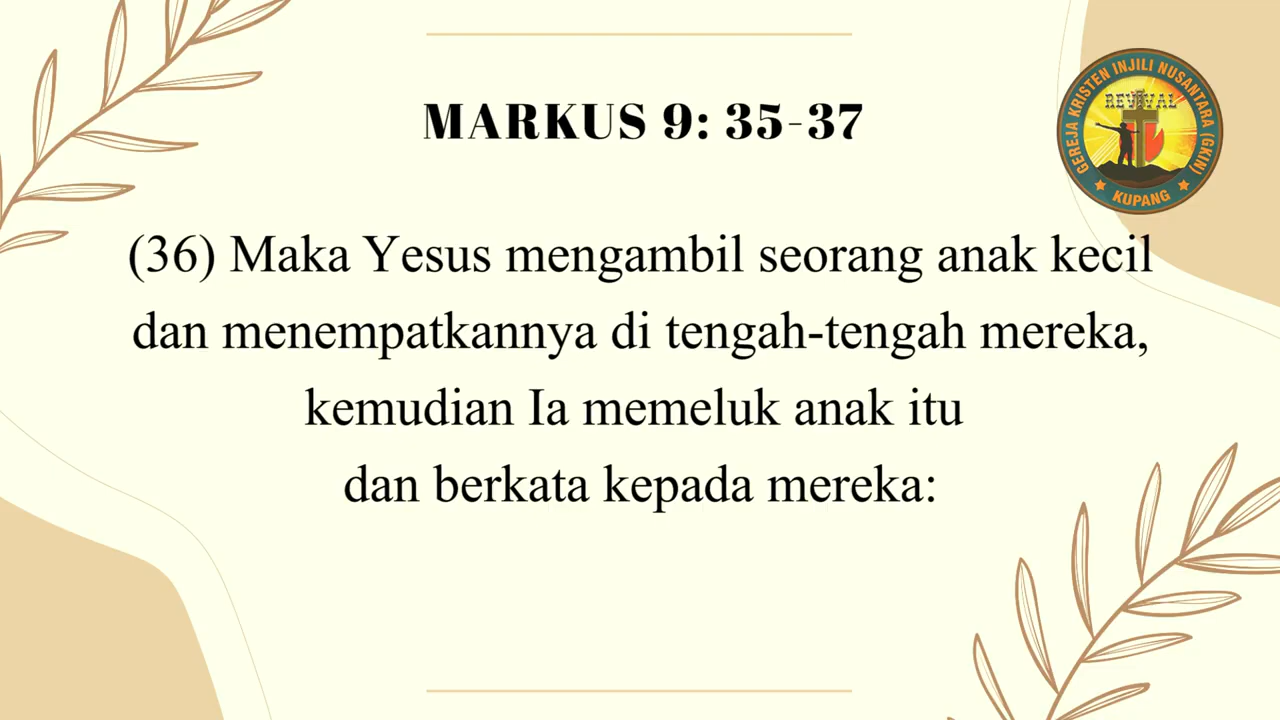 MARKUS 9: 35-37
GEREJA KRISTEN INJILI NUSANTARA (GKIN)
REVIVAL
KUPANG
(36) Maka Yesus mengambil seorang anak kecil
dan menempatkannya di tengah-tengah mereka,
kemudian Ia memeluk anak itu
dan berkata kepada mereka: